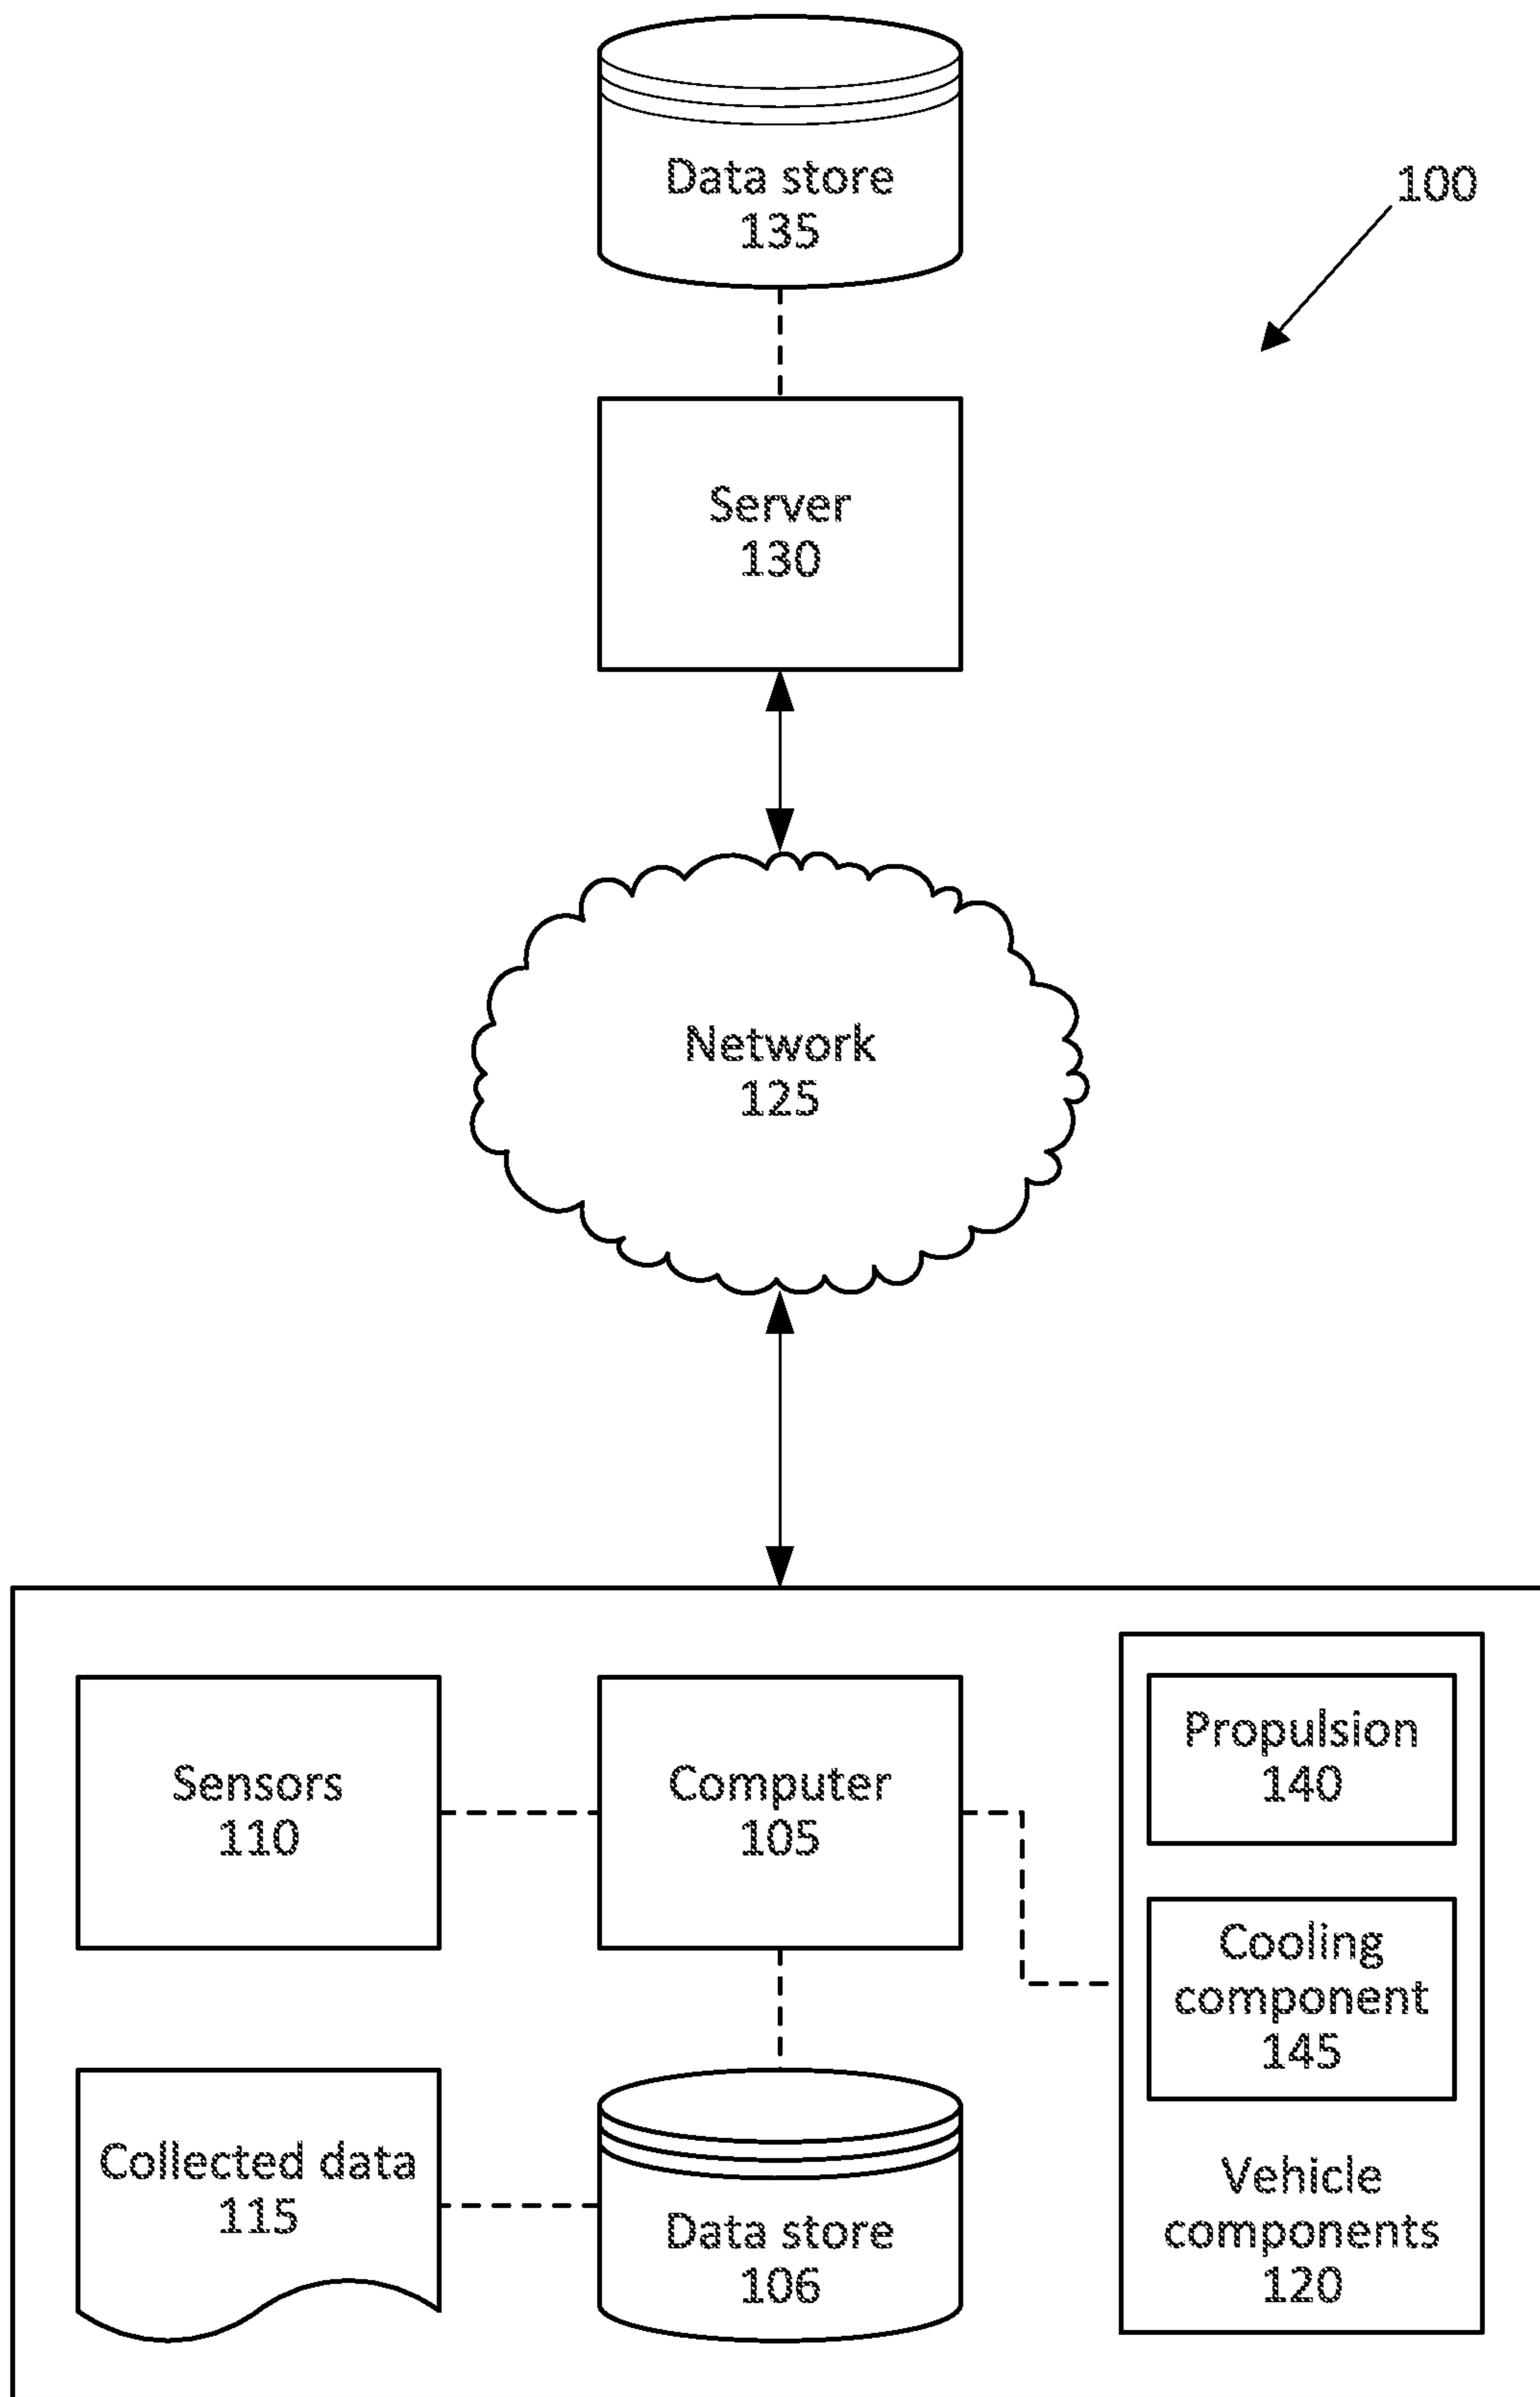 Data store
135
100
Server
130
Network
125
Sensors
110
Computer
105
Propulsion
140
Cooling
component
145
Collected data
115
Data store
106
Vehicle
components
120